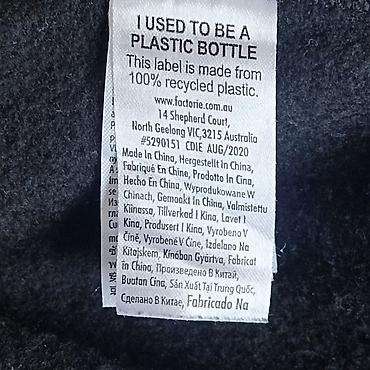 I USED TO BE A
PLASTIC BOTTLE
This label is made from
100% recycled plastic.
www.factorie.com.au
14 Shepherd Court,
North Geelong VIC,3215 Australia
#5290151 CDIE AUG/2020
Made In China, Hergestellt in China,
Fabriqué En Chine, Prodotto In Cina,
Hecho En China, Wyprodukowane W
Chinach, Gemaakt In China, Valmistettu
Kiinassa, Tillverkad I Kina, Lavet I
Kina, Produsert I Kina, Vyrobeno V
Číně, Vyrobené V Číne, Izdelano Na
Kitajskem, Kínában Gyártva, Fabricat
in China, Произведено В Китай,
Buatan Cina, Sản Xuất Tại Trung Quốc,
Сделано В Китае, Fabricado Na